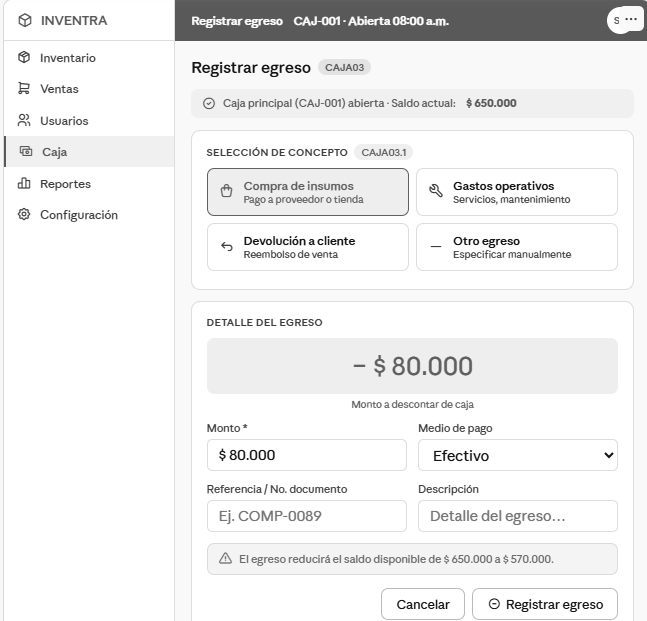 INVENTRA
Inventario
Ventas
Usuarios
Caja
Reportes
Configuración
Registrar egreso CAJ-001 · Abierta 08:00 a.m.
S ...
Registrar egreso CAJA03
Caja principal (CAJ-001) abierta · Saldo actual: $ 650.000
SELECCIÓN DE CONCEPTO CAJA03.1
Compra de insumos
Pago a proveedor o tienda
Gastos operativos
Servicios, mantenimiento
Devolución a cliente
Reembolso de venta
Otro egreso
Especificar manualmente
DETALLE DEL EGRESO
– $ 80.000
Monto a descontar de caja
Monto *
$ 80.000
Medio de pago
Efectivo
Referencia / No. documento
Ej. COMP-0089
Descripción
Detalle del egreso...
El egreso reducirá el saldo disponible de $ 650.000 a $ 570.000.
Cancelar
Registrar egreso